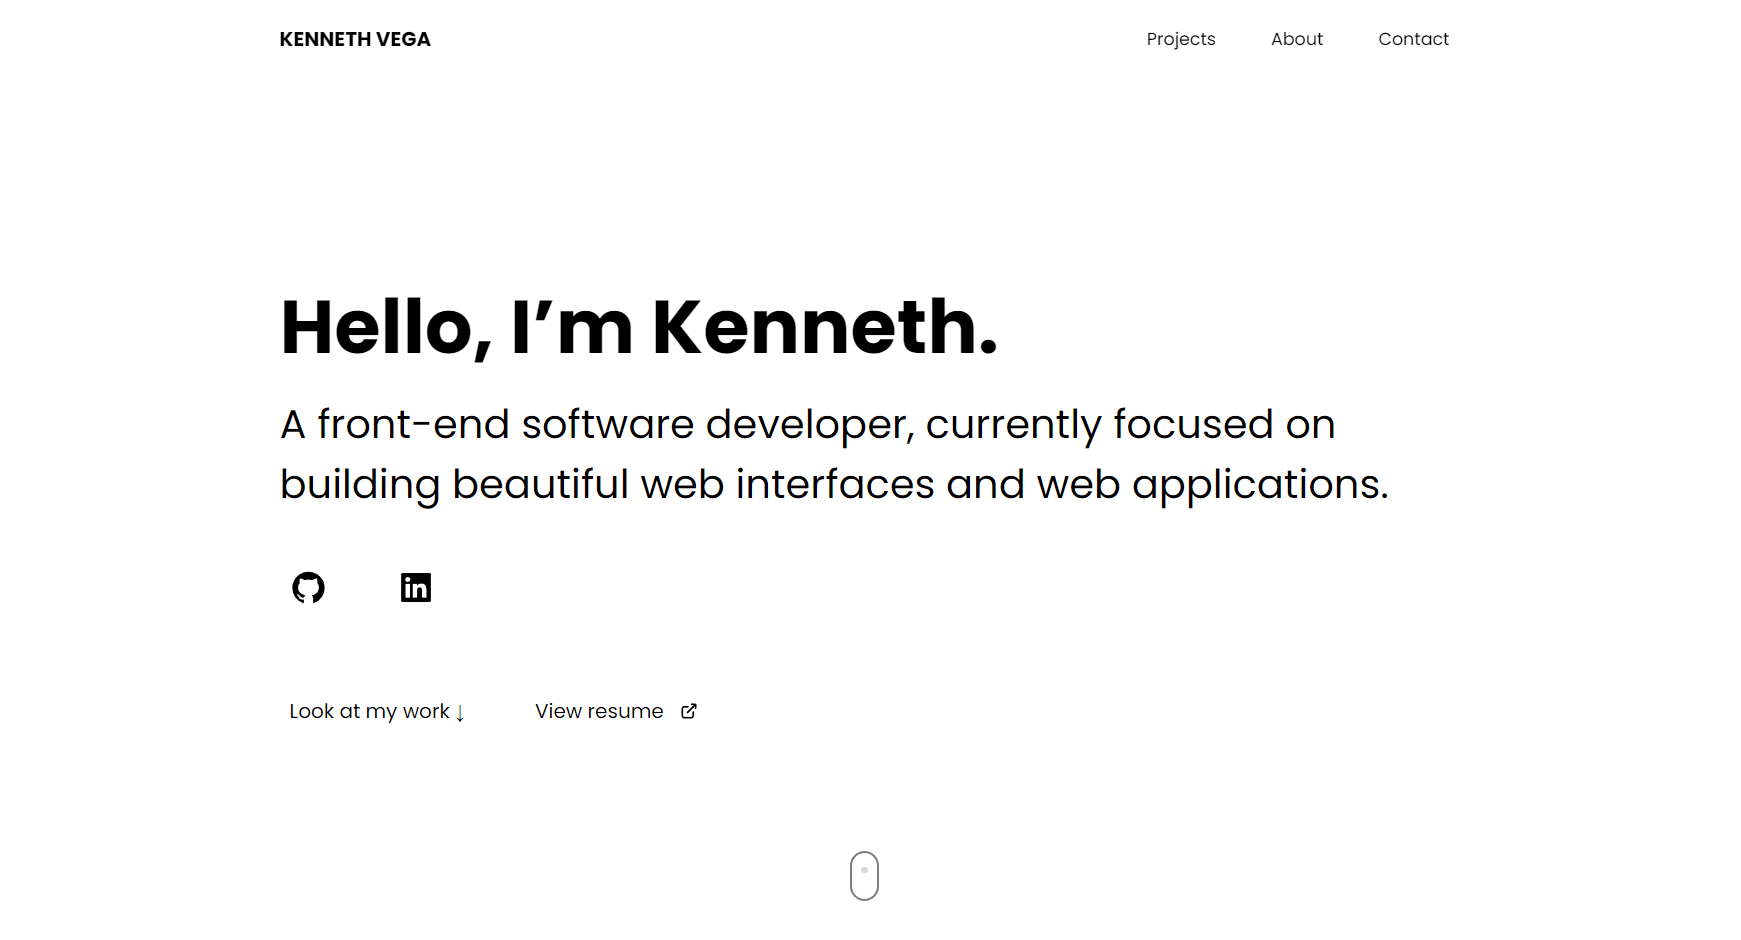 KENNETH VEGA
Projects
About
Contact
Hello, I’m Kenneth.
A front-end software developer, currently focused on
building beautiful web interfaces and web applications.
in
Look at my work ↓
View resume